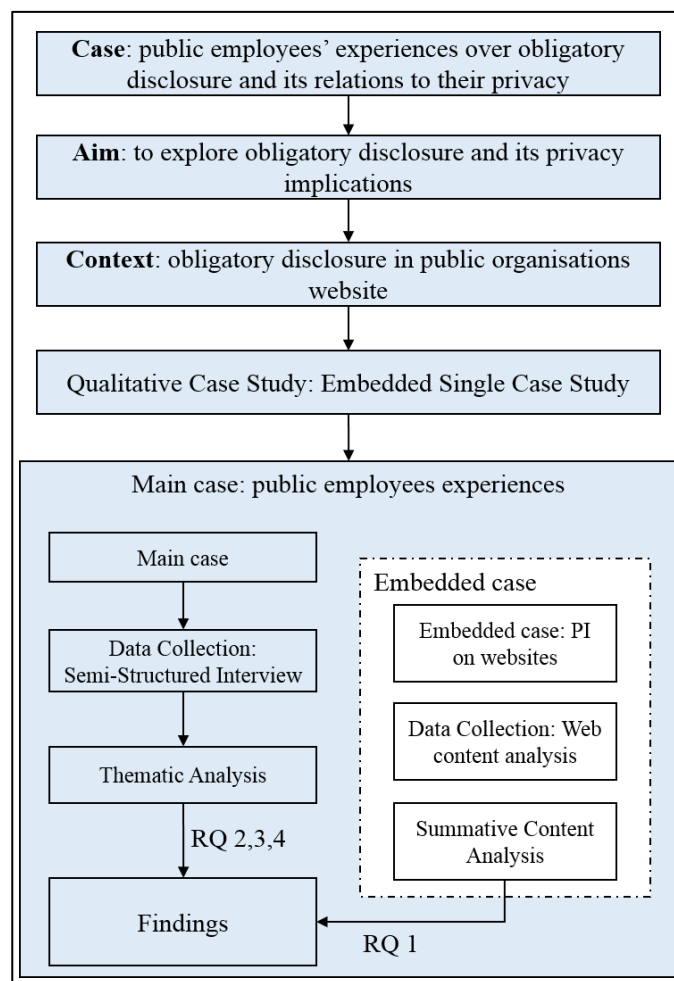 Case: public employees’ experiences over obligatory
disclosure and its relations to their privacy
Aim: to explore obligatory disclosure and its privacy
implications
Context: obligatory disclosure in public organisations
website
Qualitative Case Study: Embedded Single Case Study
Main case: public employees experiences
Main case
Data Collection:
Semi-Structured Interview
Thematic Analysis
RQ 2,3,4
Findings
Embedded case
Embedded case: PI
on websites
Data Collection: Web
content analysis
Summative Content
Analysis
RQ 1